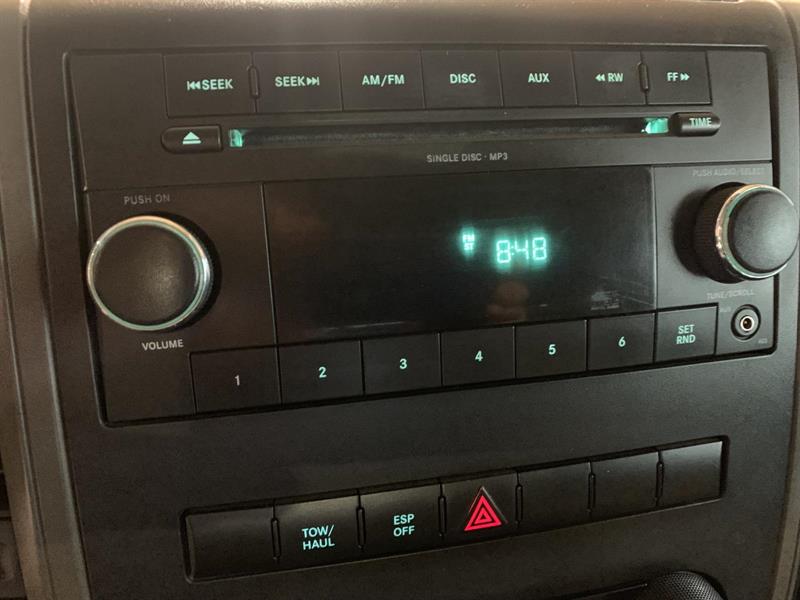 SEEK
SEEK
AM/FM
DISC
AUX
RW
FF
TIME
SINGLE DISC · MP3
PUSH ON
PUSH AUDIO/SELECT
FM
ST
8:48
VOLUME
TUNE/SCROLL
1
2
3
4
5
6
SET
RND
TOW/
HAUL
ESP
OFF